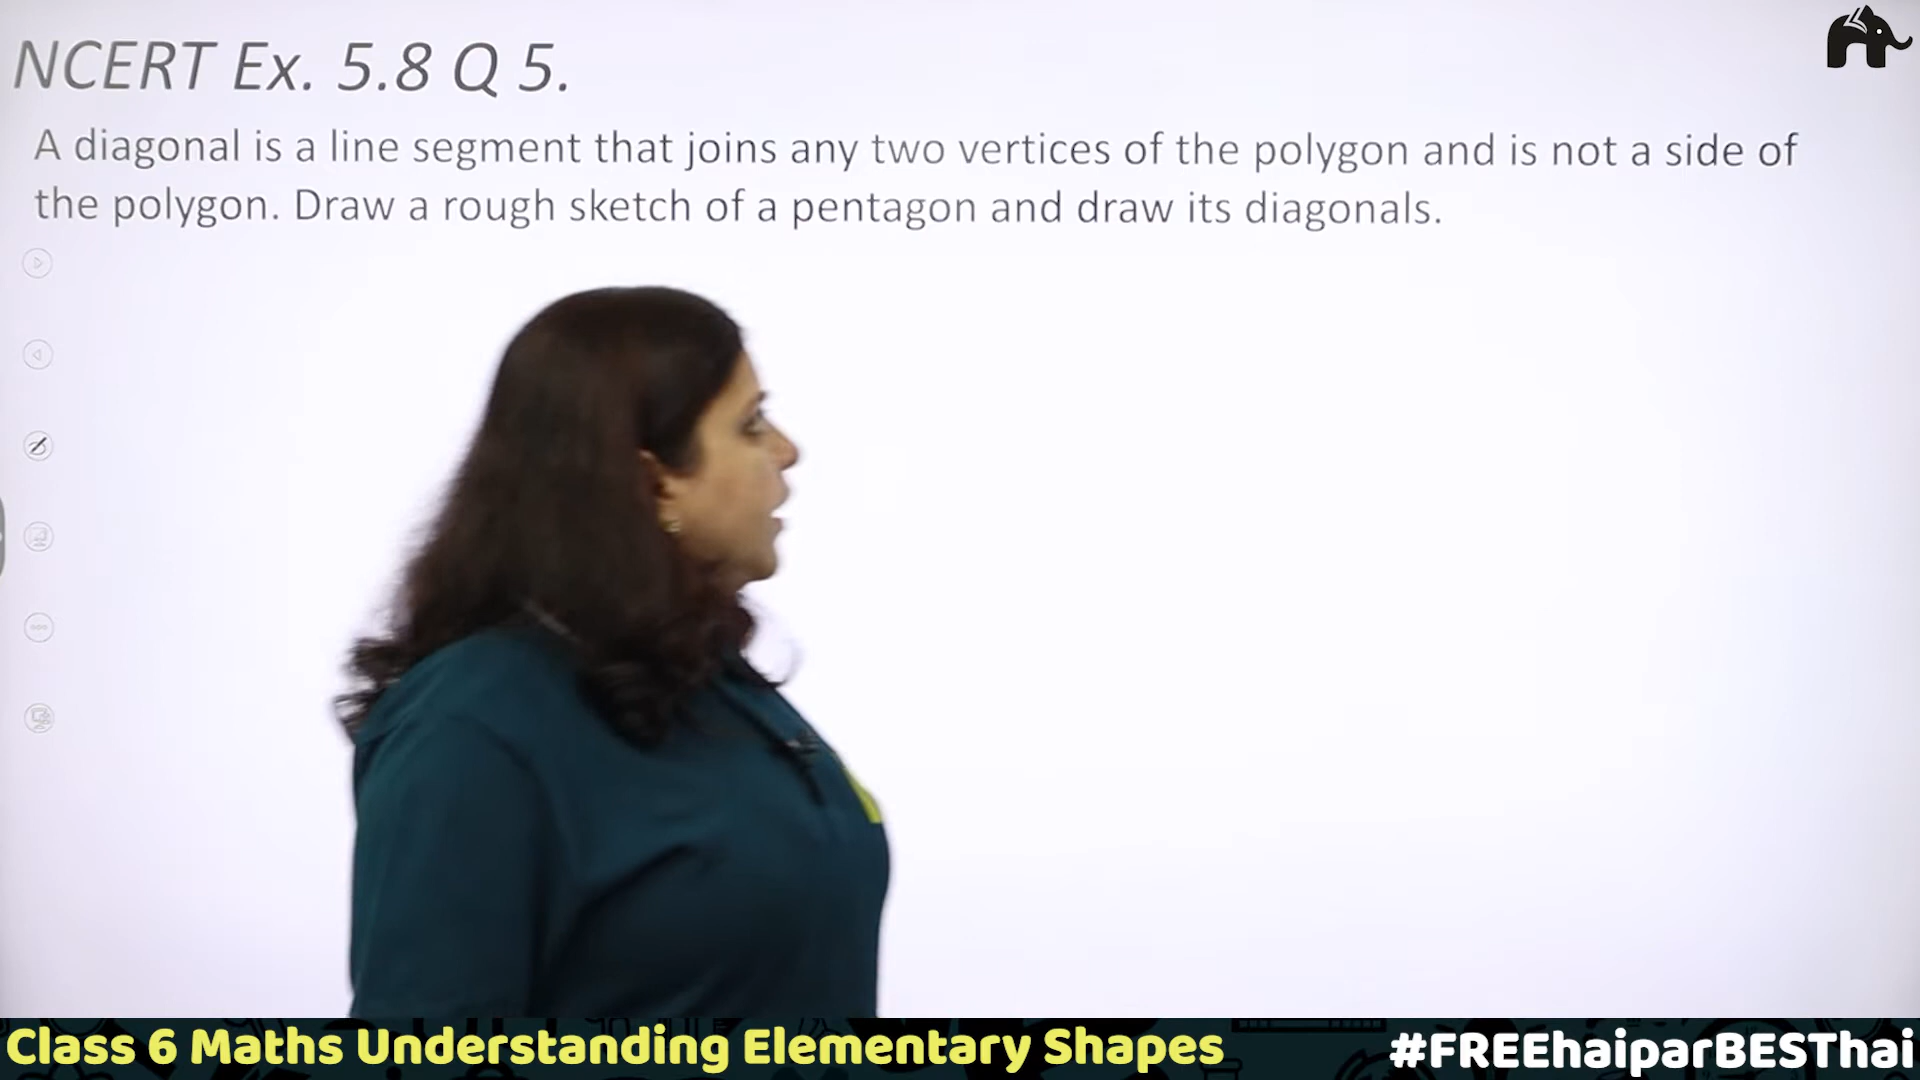 NCERT Ex. 5.8 Q 5.
A diagonal is a line segment that joins any two vertices of the polygon and is not a side of
the polygon. Draw a rough sketch of a pentagon and draw its diagonals.
Class 6 Maths Understanding Elementary Shapes
#FREEhaiparBESThai